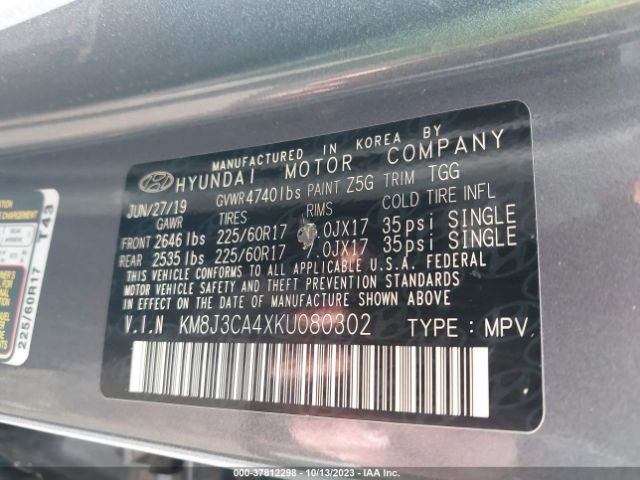 MANUFACTURED IN KOREA BY
HYUNDAI MOTOR COMPANY
JUN/27/19 GVWR 4740lbs PAINT Z5G TRIM TGG
GAWR TIRES RIMS COLD TIRE INFL
FRONT 2646 lbs 225/60R17 .0JX17 35psi SINGLE
REAR 2535 lbs 225/60R17 7.0JX17 35psi SINGLE
THIS VEHICLE CONFORMS TO ALL APPLICABLE U.S.A. FEDERAL
MOTOR VEHICLE SAFETY AND THEFT PREVENTION STANDARDS
IN EFFECT ON THE DATE OF MANUFACTURE SHOWN ABOVE.
V.I.N KM8J3CA4XKU080302 TYPE : MPV
225/60R17 T43
000-37812298 - 10/13/2023 - IAA Inc.